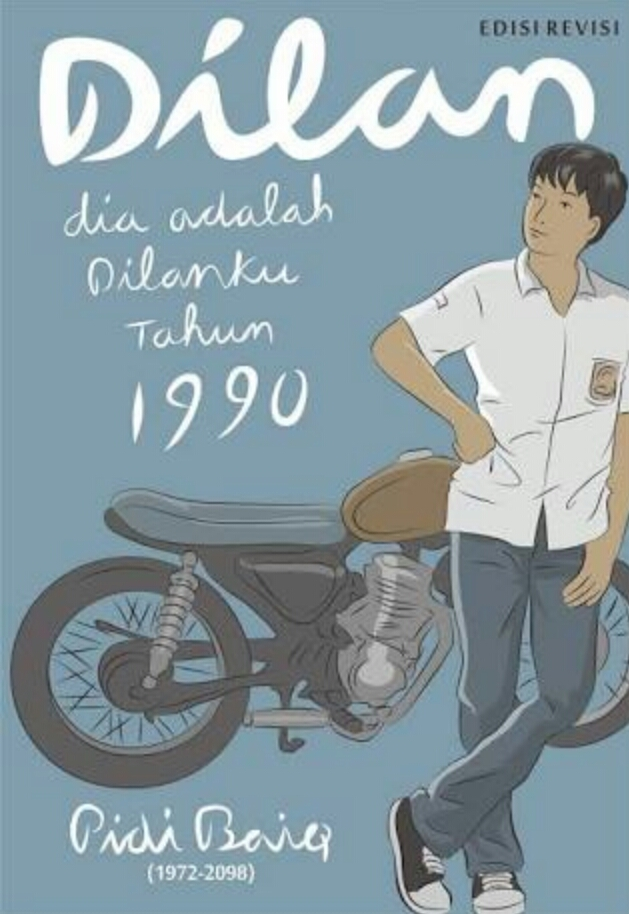 EDISI REVISI
Dilan
dia adalah
Dilanku
Tahun
1990
Pidi Baiq
(1972-2098)